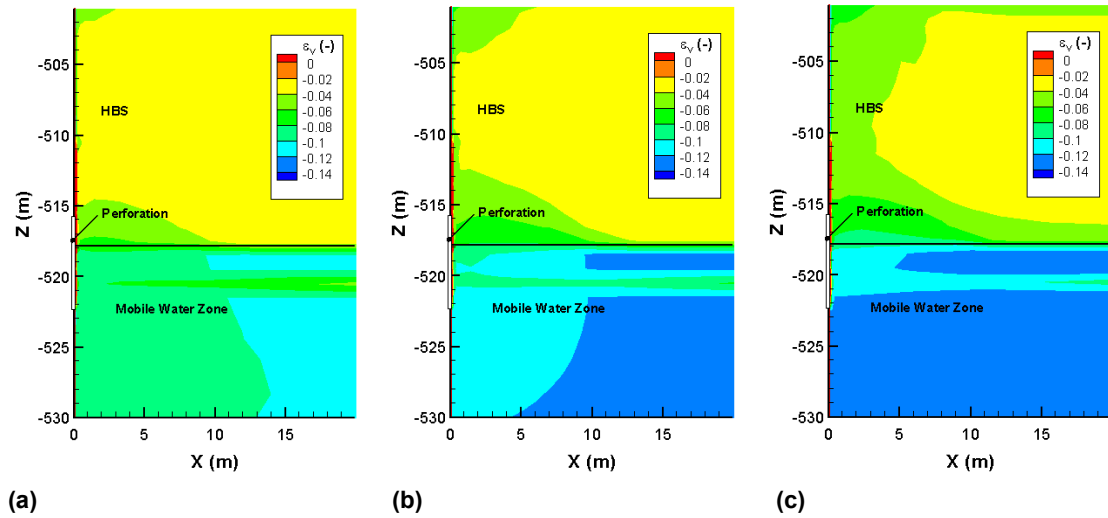 ε_V (-)
0
-0.02
-0.04
-0.06
-0.08
-0.1
-0.12
-0.14
-505
-510
-515
-520
-525
-530
Z (m)
HBS
Perforation
Mobile Water Zone
0 5 10 15
X (m)
(a)
ε_V (-)
0
-0.02
-0.04
-0.06
-0.08
-0.1
-0.12
-0.14
-505
-510
-515
-520
-525
-530
Z (m)
HBS
Perforation
Mobile Water Zone
0 5 10 15
X (m)
(b)
ε_V (-)
0
-0.02
-0.04
-0.06
-0.08
-0.1
-0.12
-0.14
-505
-510
-515
-520
-525
-530
Z (m)
HBS
Perforation
Mobile Water Zone
0 5 10 15
X (m)
(c)